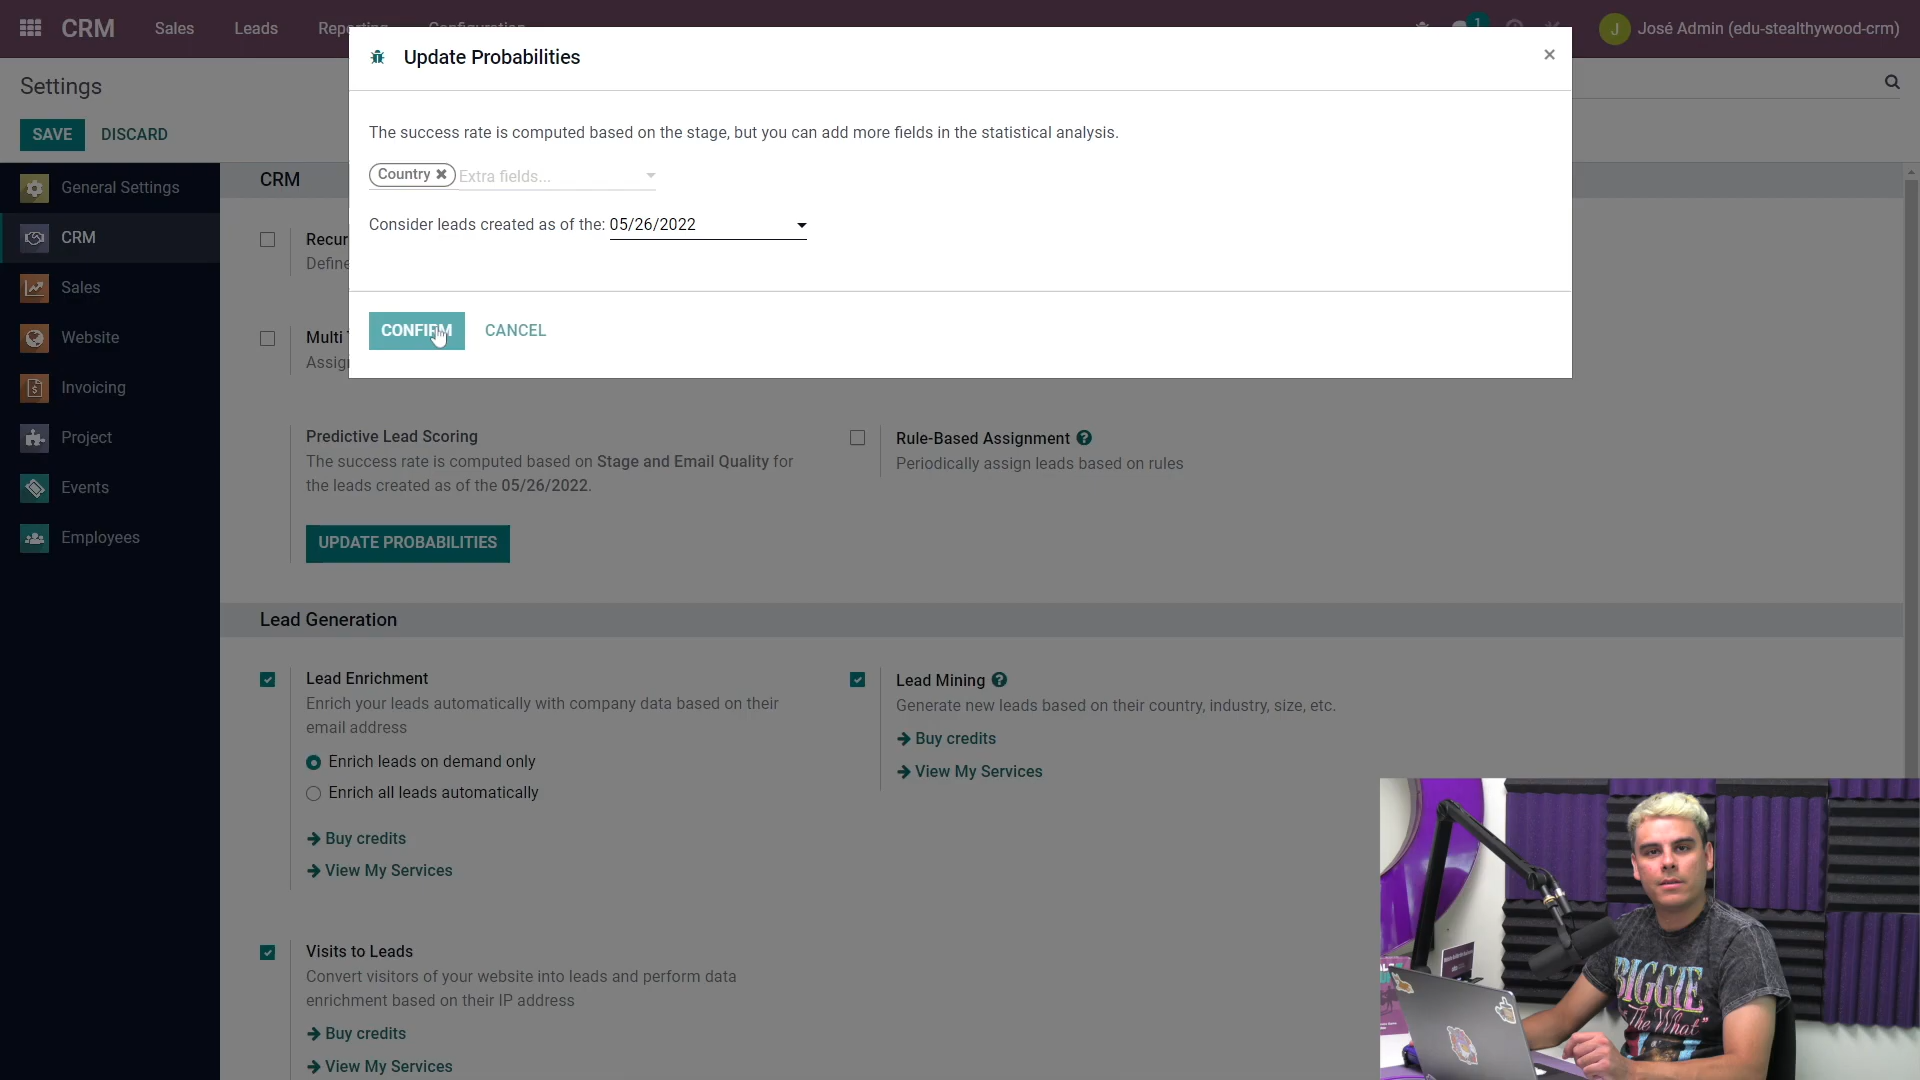 CRM Sales Leads Reporting Configuration 1 J José Admin (edu-stealthywood-crm)
Update Probabilities ×
Settings
The success rate is computed based on the stage, but you can add more fields in the statistical analysis.
SAVE DISCARD
Country ✖ Extra fields...
Consider leads created as of the: 05/26/2022
CONFIRM CANCEL
General Settings
CRM
Sales
Website
Invoicing
Project
Events
Employees
CRM
Recur
Define
Multi
Assig
Predictive Lead Scoring
The success rate is computed based on Stage and Email Quality for
the leads created as of the 05/26/2022.
UPDATE PROBABILITIES
Rule-Based Assignment ?
Periodically assign leads based on rules
Lead Generation
Lead Enrichment
Enrich your leads automatically with company data based on their
email address
Enrich leads on demand only
Enrich all leads automatically
Buy credits
View My Services
Lead Mining ?
Generate new leads based on their country, industry, size, etc.
Buy credits
View My Services
Visits to Leads
Convert visitors of your website into leads and perform data
enrichment based on their IP address
Buy credits
View My Services
BIGGIE
"The What"